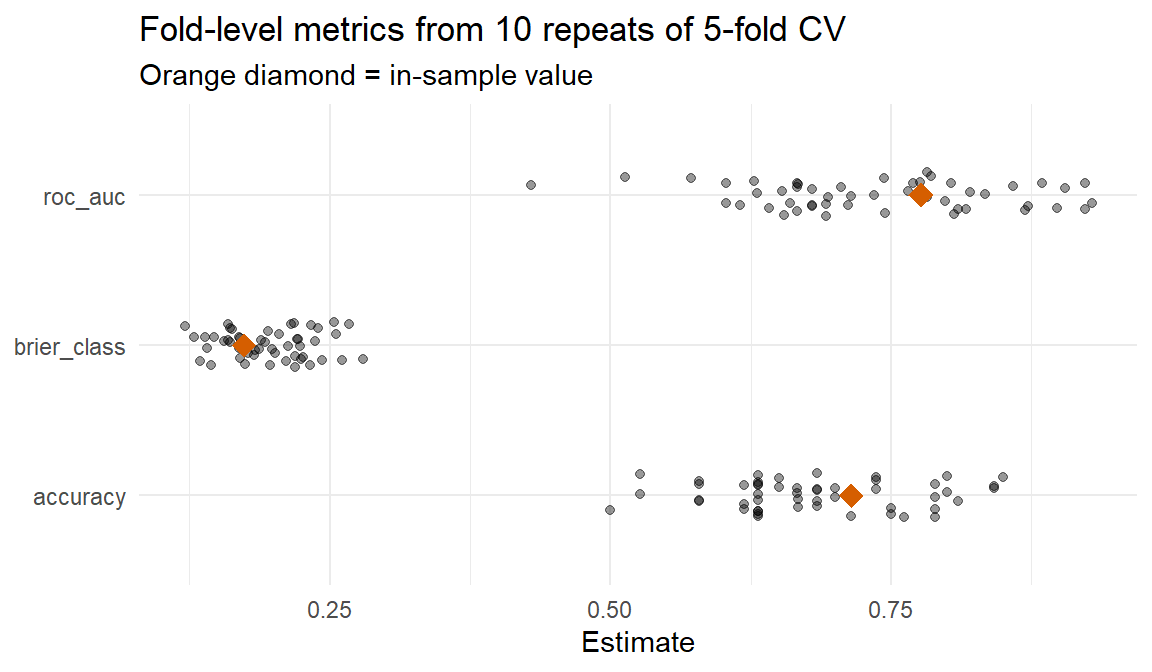 Fold-level metrics from 10 repeats of 5-fold CV
Orange diamond = in-sample value
roc_auc
brier_class
accuracy
0.25 0.50 0.75
Estimate